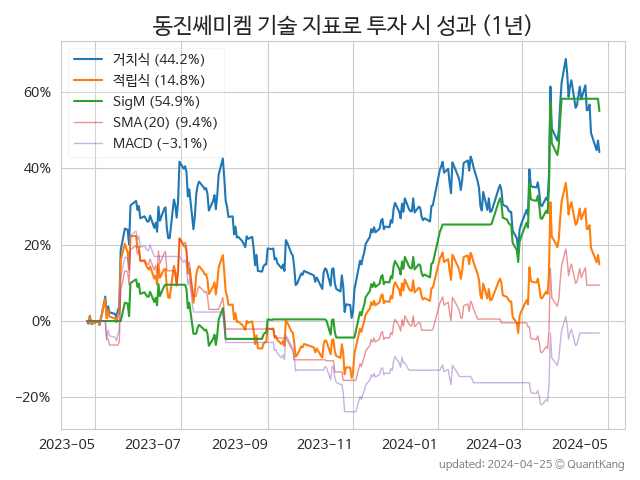 동진쎄미켐 기술 지표로 투자 시 성과 (1년)
거치식 (44.2%)
적립식 (14.8%)
SigM (54.9%)
SMA(20) (9.4%)
MACD (−3.1%)
60%
40%
20%
0%
−20%
2023−05 2023−07 2023−09 2023−11 2024−01 2024−03 2024−05
updated: 2024−04−25 © QuantKang